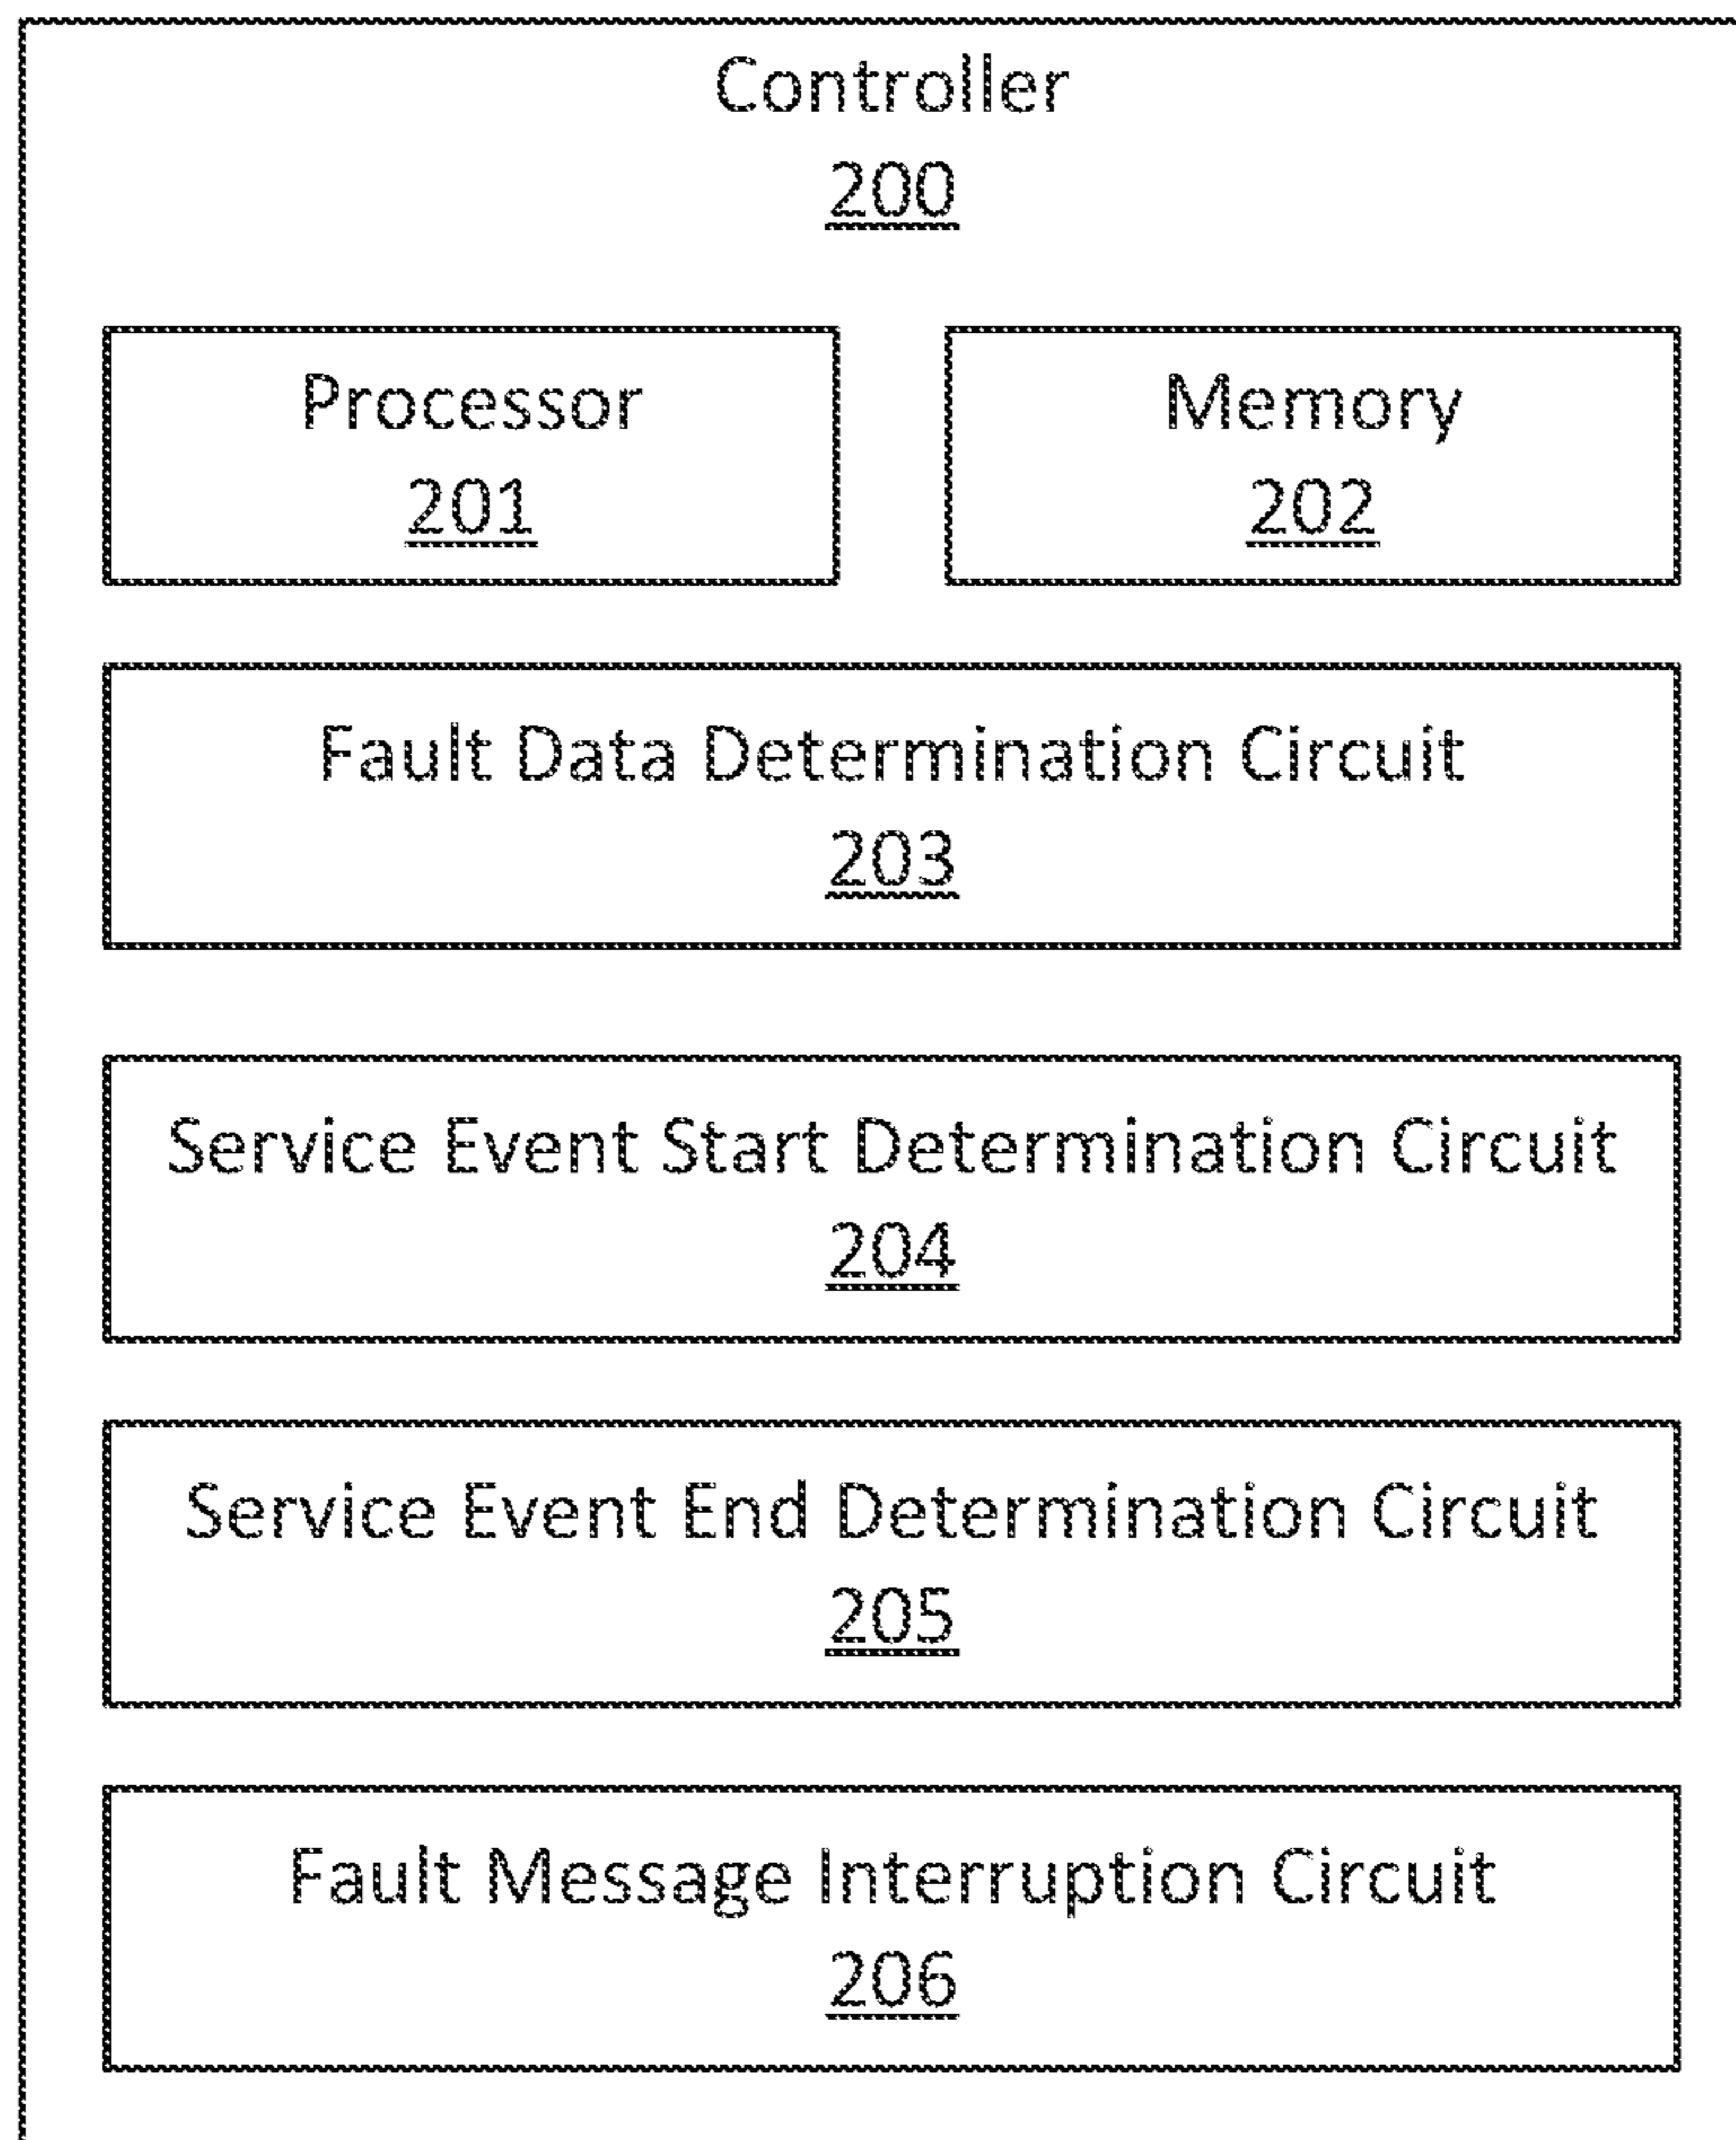 Controller
200
Processor
201
Memory
202
Fault Data Determination Circuit
203
Service Event Start Determination Circuit
204
Service Event End Determination Circuit
205
Fault Message Interruption Circuit
206